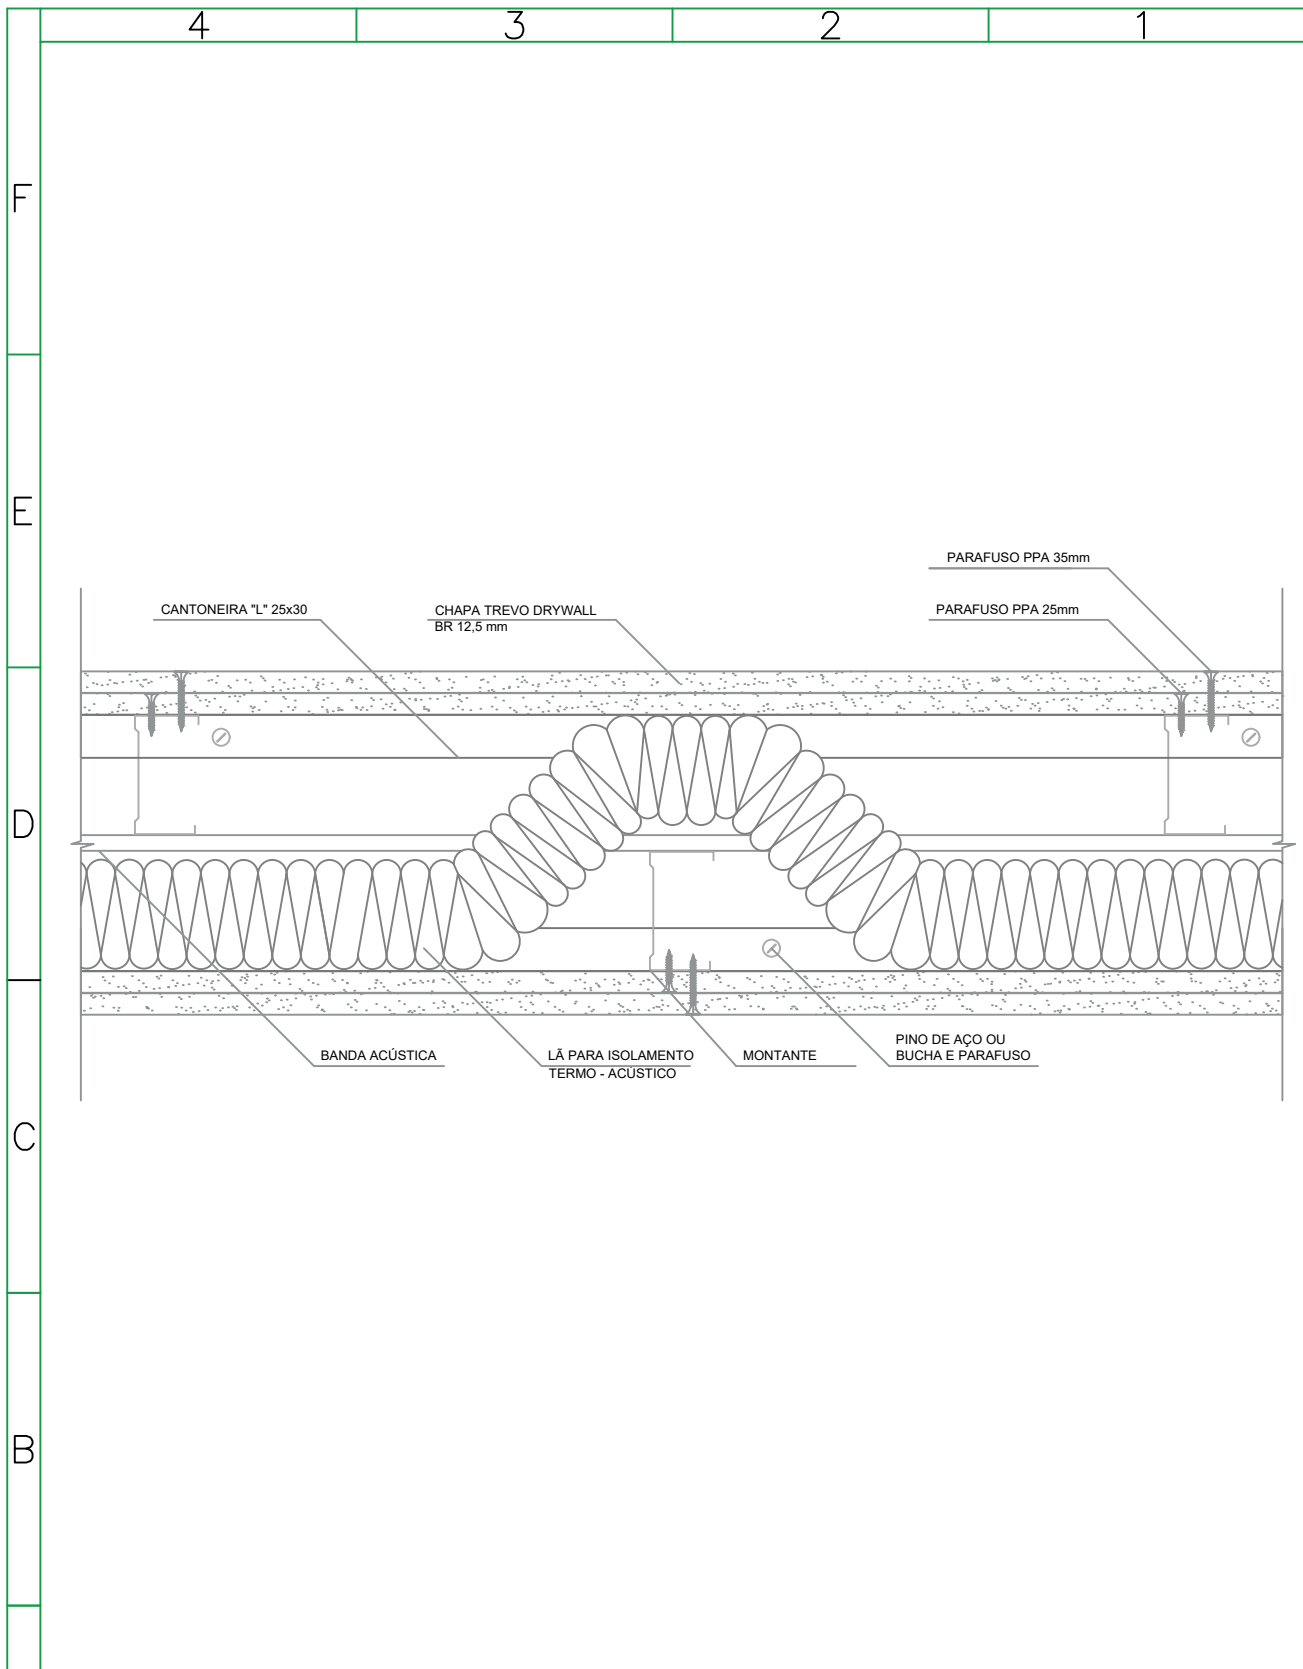 4
3
2
1
F
E
D
C
B
PARAFUSO PPA 35mm
CANTONEIRA "L" 25x30
CHAPA TREVO DRYWALL
BR 12,5 mm
PARAFUSO PPA 25mm
BANDA ACÚSTICA
LÃ PARA ISOLAMENTO
TERMO - ACÚSTICO
MONTANTE
PINO DE AÇO OU
BUCHA E PARAFUSO